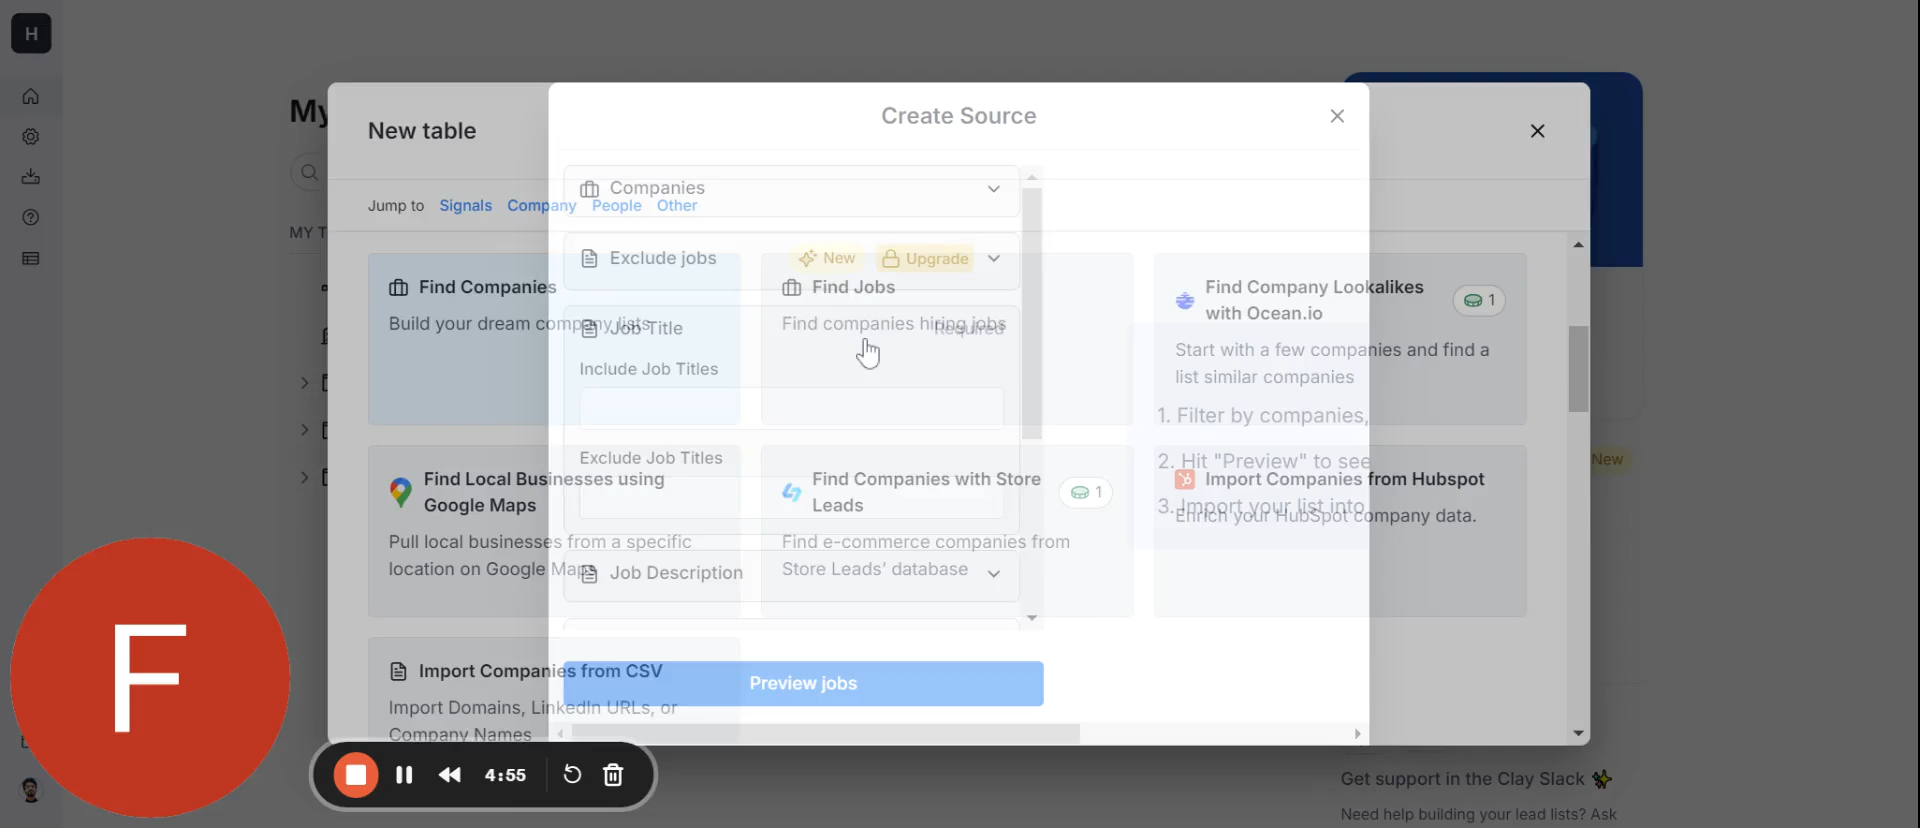 H
My
MY T
New table
Jump to Signals Company People Other
Create Source
Companies
Exclude jobs
New
Upgrade
Job Title
Required
Include Job Titles
Exclude Job Titles
Job Description
Preview jobs
1. Filter by companies,
2. Hit "Preview" to see
3. Import your list into
Find Companies
Build your dream company lists
Find Jobs
Find companies hiring jobs
Find Company Lookalikes
with Ocean.io
1
Start with a few companies and find a
list similar companies
Find Local Businesses using
Google Maps
Pull local businesses from a specific
location on Google Maps
Find Companies with Store
Leads
1
Find e-commerce companies from
Store Leads’ database
Import Companies from Hubspot
Enrich your HubSpot company data.
Import Companies from CSV
Import Domains, LinkedIn URLs, or
Company Names
New
F
4:55
Get support in the Clay Slack
Need help building your lead lists? Ask